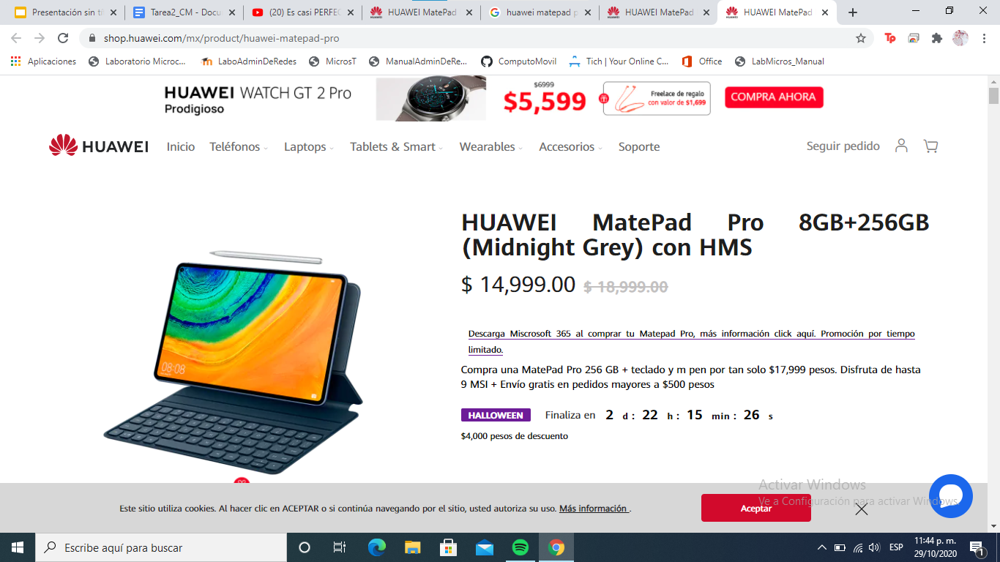 Presentación sin tí
Tarea2_CM - Docu
(20) Es casi PERFEC
HUAWEI MatePad
huawei matepad p
HUAWEI MatePad
HUAWEI MatePad
shop.huawei.com/mx/product/huawei-matepad-pro
Aplicaciones
Laboratorio Microc...
LaboAdminDeRedes
MicrosT
ManualAdminDeRe...
ComputoMovil
Tich | Your Online C...
Office
LabMicros_Manual
HUAWEI WATCH GT 2 Pro
Prodigioso
$6999
$5,599
Freelace de regalo
con valor de $1,699
COMPRA AHORA
HUAWEI
Inicio
Teléfonos
Laptops
Tablets & Smart
Wearables
Accesorios
Soporte
Seguir pedido
HUAWEI MatePad Pro 8GB+256GB
(Midnight Grey) con HMS
$ 14,999.00 $ 18,999.00
Descarga Miscrosoft 365 al comprar tu Matepad Pro, más información click aquí. Promoción por tiempo
limitado.
Compra una MatePad Pro 256 GB + teclado y m pen por tan solo $17,999 pesos. Disfruta de hasta
9 MSI + Envío gratis en pedidos mayores a $500 pesos
HALLOWEEN Finaliza en 2 d : 22 h : 15 min : 26 s
$4,000 pesos de descuento
08:08
Este sitio utiliza cookies. Al hacer clic en ACEPTAR o si continúa navegando por el sitio, usted autoriza su uso. Más información .
Aceptar
Activar Windows
Ve a Configuración para activar Windows.
Escribe aquí para buscar
ESP
11:44 p. m.
29/10/2020
1